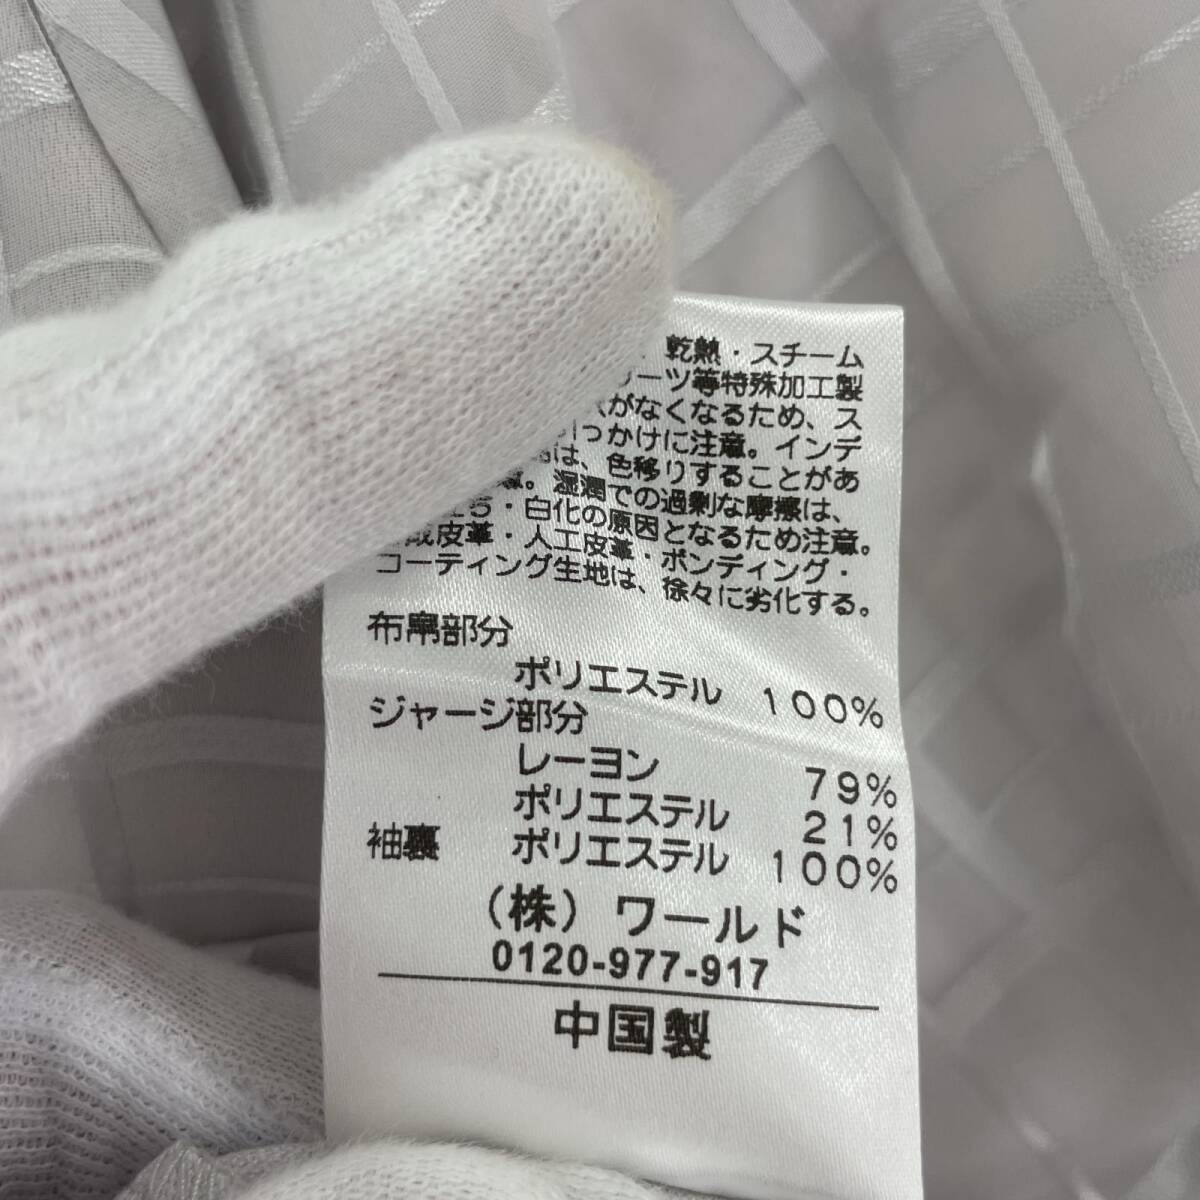 乾熱・スチーム
ーツ等特殊加工製
がなくなるため、ス
っかけに注意。インデ
は、色移りすることがあ
。湿潤での過剰な摩擦は、
・白化の原因となるため注意。
成皮革・人工皮革・ボンディング・
コーティング生地は、徐々に劣化する。
布帛部分
ポリエステル 100%
ジャージ部分
レーヨン 79%
ポリエステル 21%
袖裏 ポリエステル 100%
(株)ワールド
0120-977-917
中国製